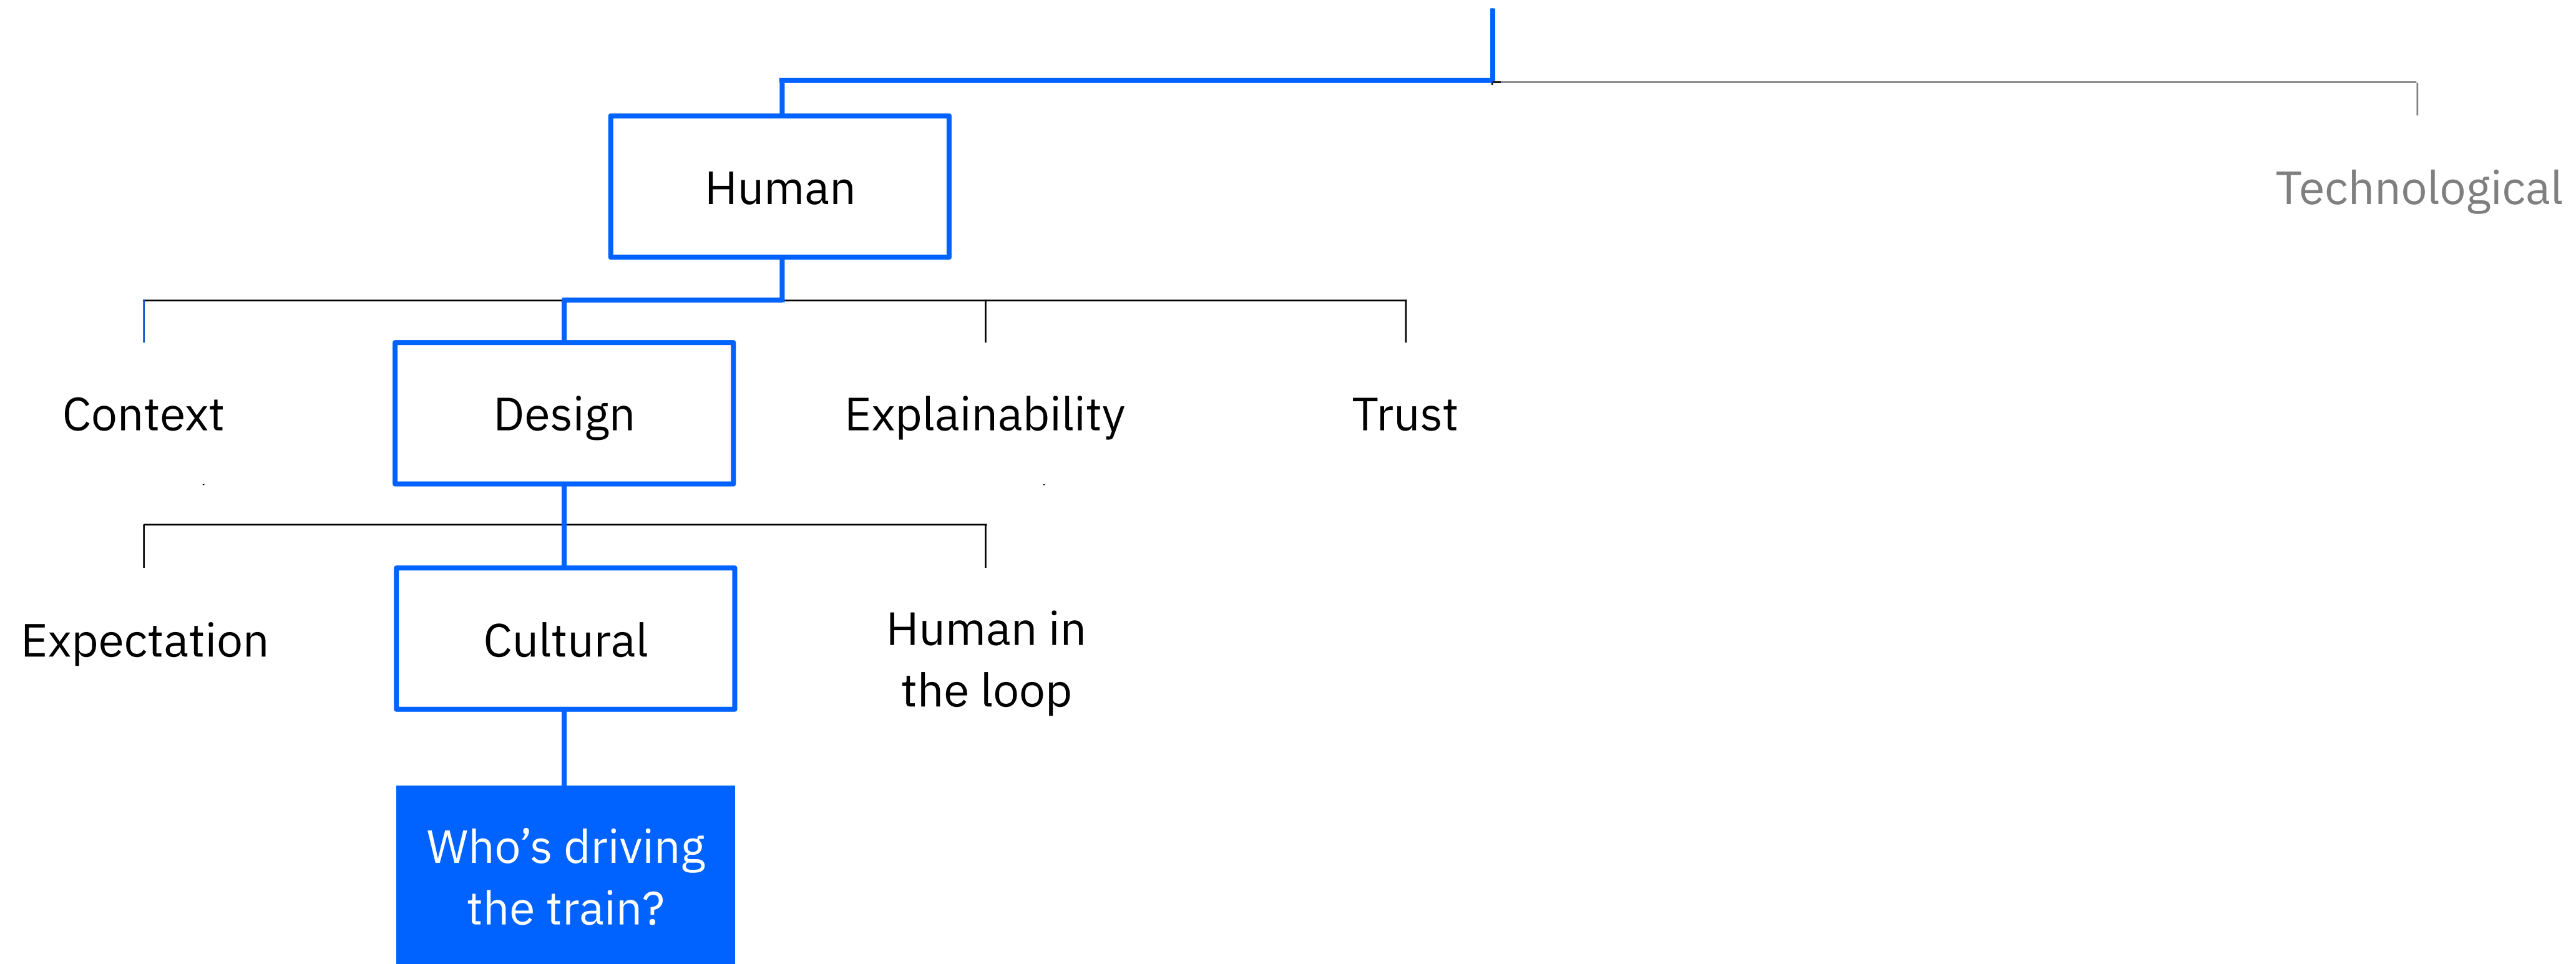 Human
Technological
Context
Design
Explainability
Trust
Expectation
Cultural
Human in
the loop
Who’s driving
the train?